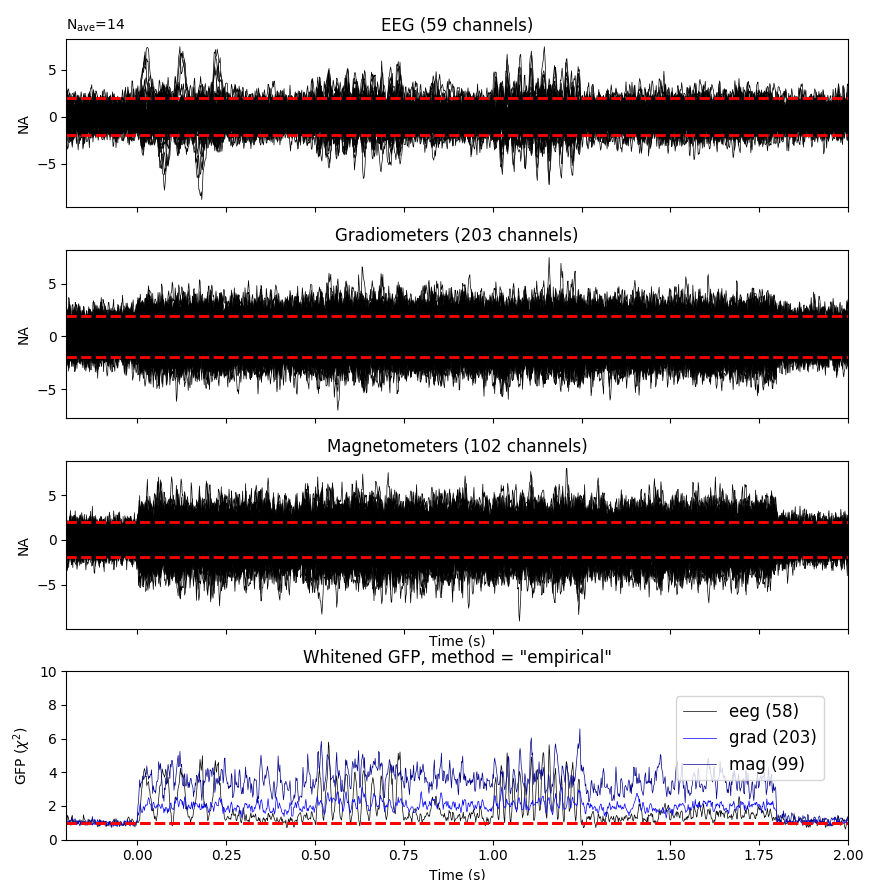 N_ave=14
EEG (59 channels)
5
0
−5
NA
Gradiometers (203 channels)
5
0
−5
NA
Magnetometers (102 channels)
5
0
−5
NA
Time (s)
Whitened GFP, method = "empirical"
10
8
6
4
2
0
GFP (χ²)
eeg (58)
grad (203)
mag (99)
0.00 0.25 0.50 0.75 1.00 1.25 1.50 1.75 2.00
Time (s)